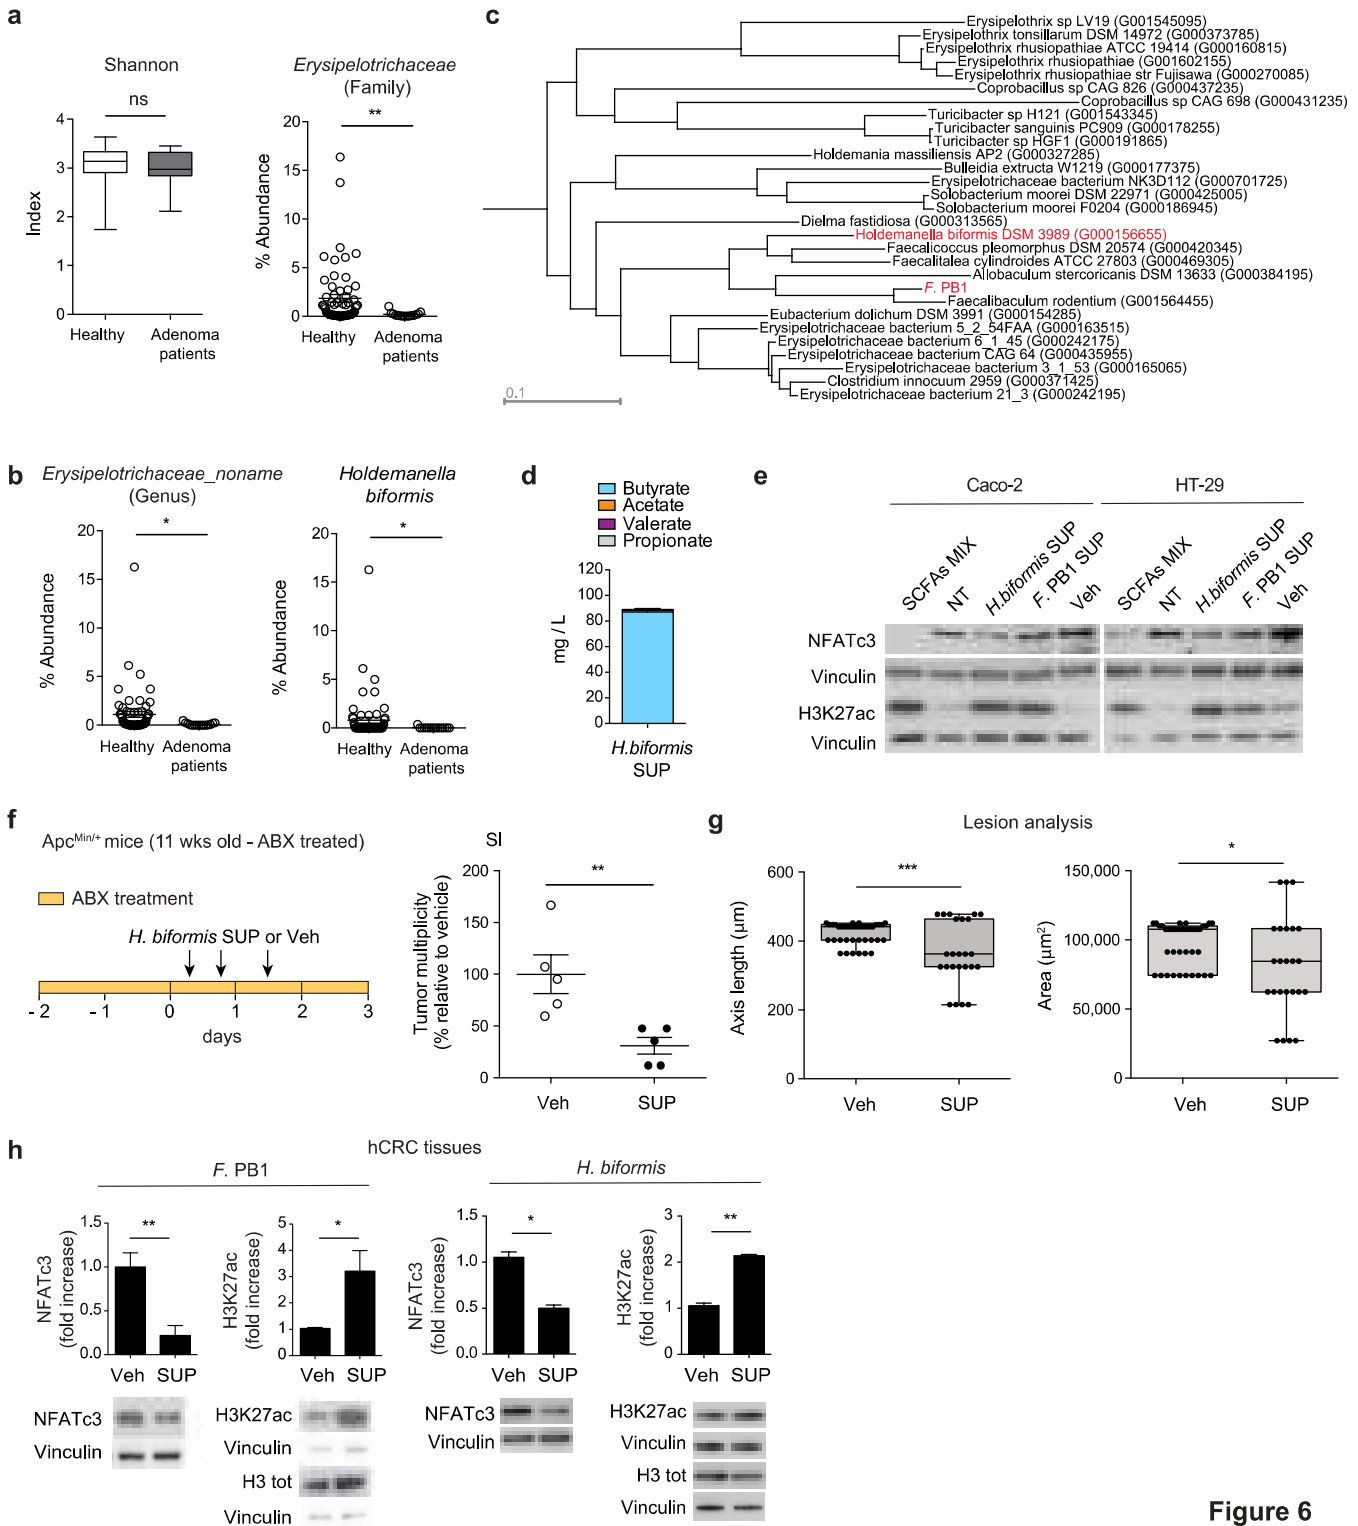 a
Shannon
ns
Index
4
3
2
1
0
Healthy
Adenoma
patients
Erysipelotrichaceae
(Family)
**
% Abundance
20
15
10
5
0
Healthy
Adenoma
patients
c
Erysipelothrix sp LV19 (G001545095)
Erysipelothrix tonsillarum DSM 14972 (G000373785)
Erysipelothrix rhusiopathiae ATCC 19414 (G000160815)
Erysipelothrix rhusiopathiae (G001602155)
Erysipelothrix rhusiopathiae str Fujisawa (G000270085)
Coprobacillus sp CAG 826 (G000437235)
Coprobacillus sp CAG 698 (G000431235)
Turicibacter sp H121 (G001543345)
Turicibacter sanguinis PC909 (G000178255)
Turicibacter sp HGF1 (G000191865)
Holdemania massiliensis AP2 (G000327285)
Bulleidia extructa W1219 (G000177375)
Erysipelotrichaceae bacterium NK3D112 (G000701725)
Solobacterium moorei DSM 22971 (G000425005)
Solobacterium moorei F0204 (G000186945)
Dielma fastidiosa (G000313565)
Holdemanella biformis DSM 3989 (G000156655)
Faecalicoccus pleomorphus DSM 20574 (G000420345)
Faecalitalea cylindroides ATCC 27803 (G000469305)
Allobaculum stercoricanis DSM 13633 (G000384195)
F. PB1
Faecalibaculum rodentium (G001564455)
Eubacterium dolichum DSM 3991 (G000154285)
Erysipelotrichaceae bacterium 5_2_54FAA (G000163515)
Erysipelotrichaceae bacterium 6_1_45 (G000242175)
Erysipelotrichaceae bacterium CAG 64 (G000435955)
Erysipelotrichaceae bacterium 3_1_53 (G000165065)
Clostridium innocuum 2959 (G000371425)
Erysipelotrichaceae bacterium 21_3 (G000242195)
0.1
b
Erysipelotrichaceae_noname
(Genus)
*
% Abundance
20
15
10
5
0
Healthy
Adenoma
patients
Holdemanella
biformis
*
% Abundance
20
15
10
5
0
Healthy
Adenoma
patients
d
Butyrate
Acetate
Valerate
Propionate
mg / L
120
100
80
60
40
20
0
H.biformis
SUP
e
Caco-2
HT-29
SCFAs MIX
NT
H.biformis SUP
F. PB1 SUP
Veh
SCFAs MIX
NT
H.biformis SUP
F. PB1 SUP
Veh
NFATc3
Vinculin
H3K27ac
Vinculin
f
Apc^Min/+ mice (11 wks old - ABX treated)
ABX treatment
H. biformis SUP or Veh
-2 -1 0 1 2 3
days
SI
**
Tumor multiplicity
(% relative to vehicle)
200
150
100
50
0
Veh
SUP
g
Lesion analysis
***
Axis length (µm)
600
400
200
0
Veh
SUP
*
Area (µm²)
150,000
100,000
50,000
0
Veh
SUP
h
hCRC tissues
F. PB1
H. biformis
**
NFATc3
(fold increase)
1.5
1.0
0.5
0.0
Veh SUP
*
H3K27ac
(fold increase)
5
4
3
2
1
0
Veh SUP
*
NFATc3
(fold increase)
1.5
1.0
0.5
0.0
Veh SUP
**
H3K27ac
(fold increase)
3
2
1
0
Veh SUP
NFATc3
Vinculin
H3K27ac
Vinculin
H3 tot
Vinculin
NFATc3
Vinculin
H3K27ac
Vinculin
H3 tot
Vinculin
Figure 6